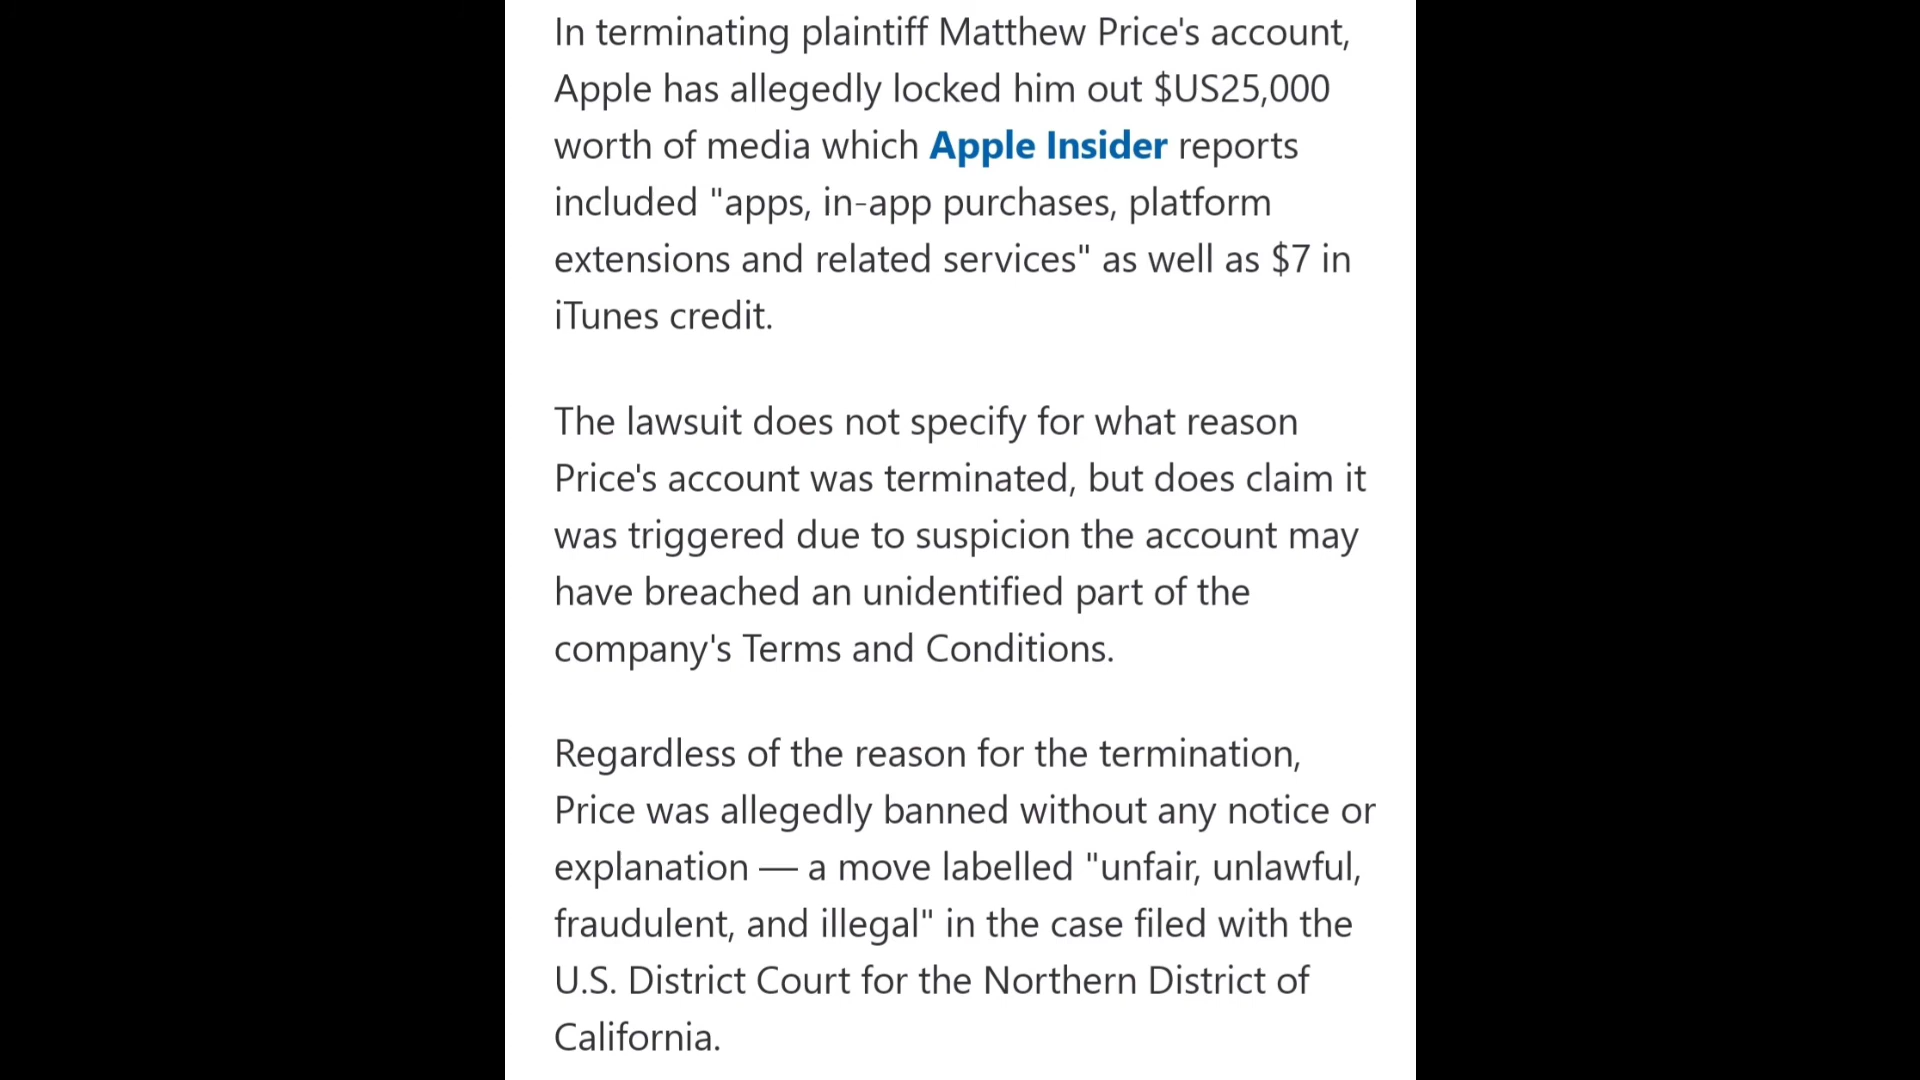 In terminating plaintiff Matthew Price's account,
Apple has allegedly locked him out $US25,000
worth of media which Apple Insider reports
included "apps, in-app purchases, platform
extensions and related services" as well as $7 in
iTunes credit.
The lawsuit does not specify for what reason
Price's account was terminated, but does claim it
was triggered due to suspicion the account may
have breached an unidentified part of the
company's Terms and Conditions.
Regardless of the reason for the termination,
Price was allegedly banned without any notice or
explanation — a move labelled "unfair, unlawful,
fraudulent, and illegal" in the case filed with the
U.S. District Court for the Northern District of
California.